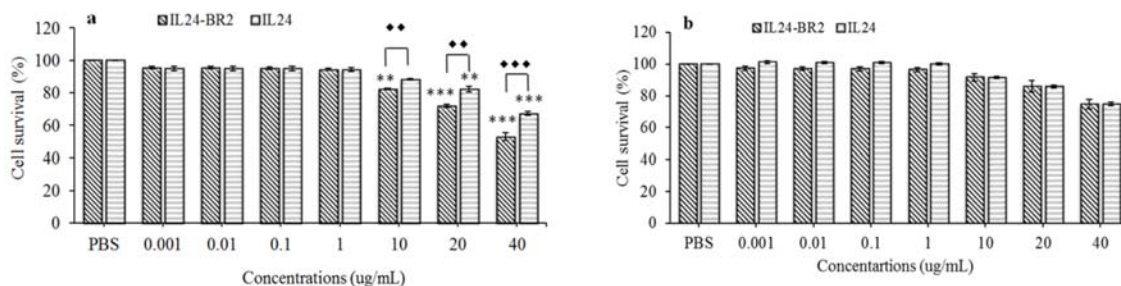 a
IL24-BR2 IL24
120
100
80
60
40
20
0
Cell survival (%)
♦♦
♦♦
♦♦♦
**
***
**
***
***
PBS 0.001 0.01 0.1 1 10 20 40
Concentrations (ug/mL)
b
IL24-BR2 IL24
120
100
80
60
40
20
0
Cell survival (%)
PBS 0.001 0.01 0.1 1 10 20 40
Concentartions (ug/mL)